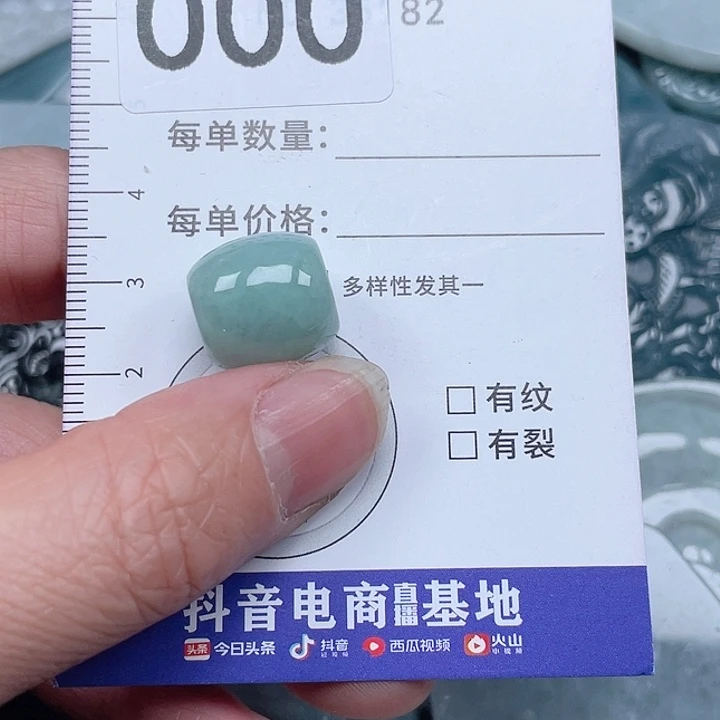 000
82
每单数量：
每单价格：
4
3
多样性发其一
2
□ 有纹
□ 有裂
抖音电商直播基地
头条 今日头条 抖音 西瓜视频 火山